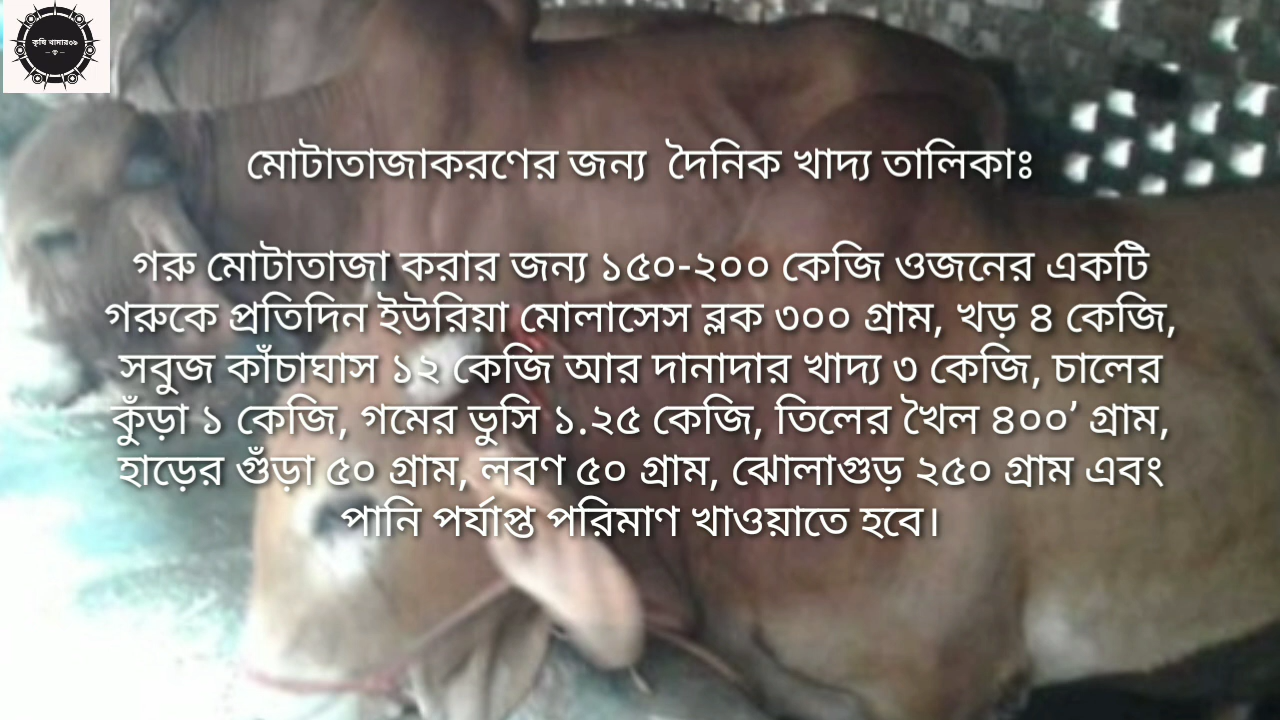 কৃষি খামার০৯
মোটাতাজাকরণের জন্য  দৈনিক খাদ্য তালিকাঃ
গরু মোটাতাজা করার জন্য ১৫০-২০০ কেজি ওজনের একটি
গরুকে প্রতিদিন ইউরিয়া মোলাসেস ব্লক ৩০০ গ্রাম, খড় ৪ কেজি,
সবুজ কাঁচাঘাস ১২ কেজি আর দানাদার খাদ্য ৩ কেজি, চালের
কুঁড়া ১ কেজি, গমের ভুসি ১.২৫ কেজি, তিলের খৈল ৪০০’ গ্রাম,
হাড়ের গুঁড়া ৫০ গ্রাম, লবণ ৫০ গ্রাম, ঝোলাগুড় ২৫০ গ্রাম এবং
পানি পর্যাপ্ত পরিমাণ খাওয়াতে হবে।